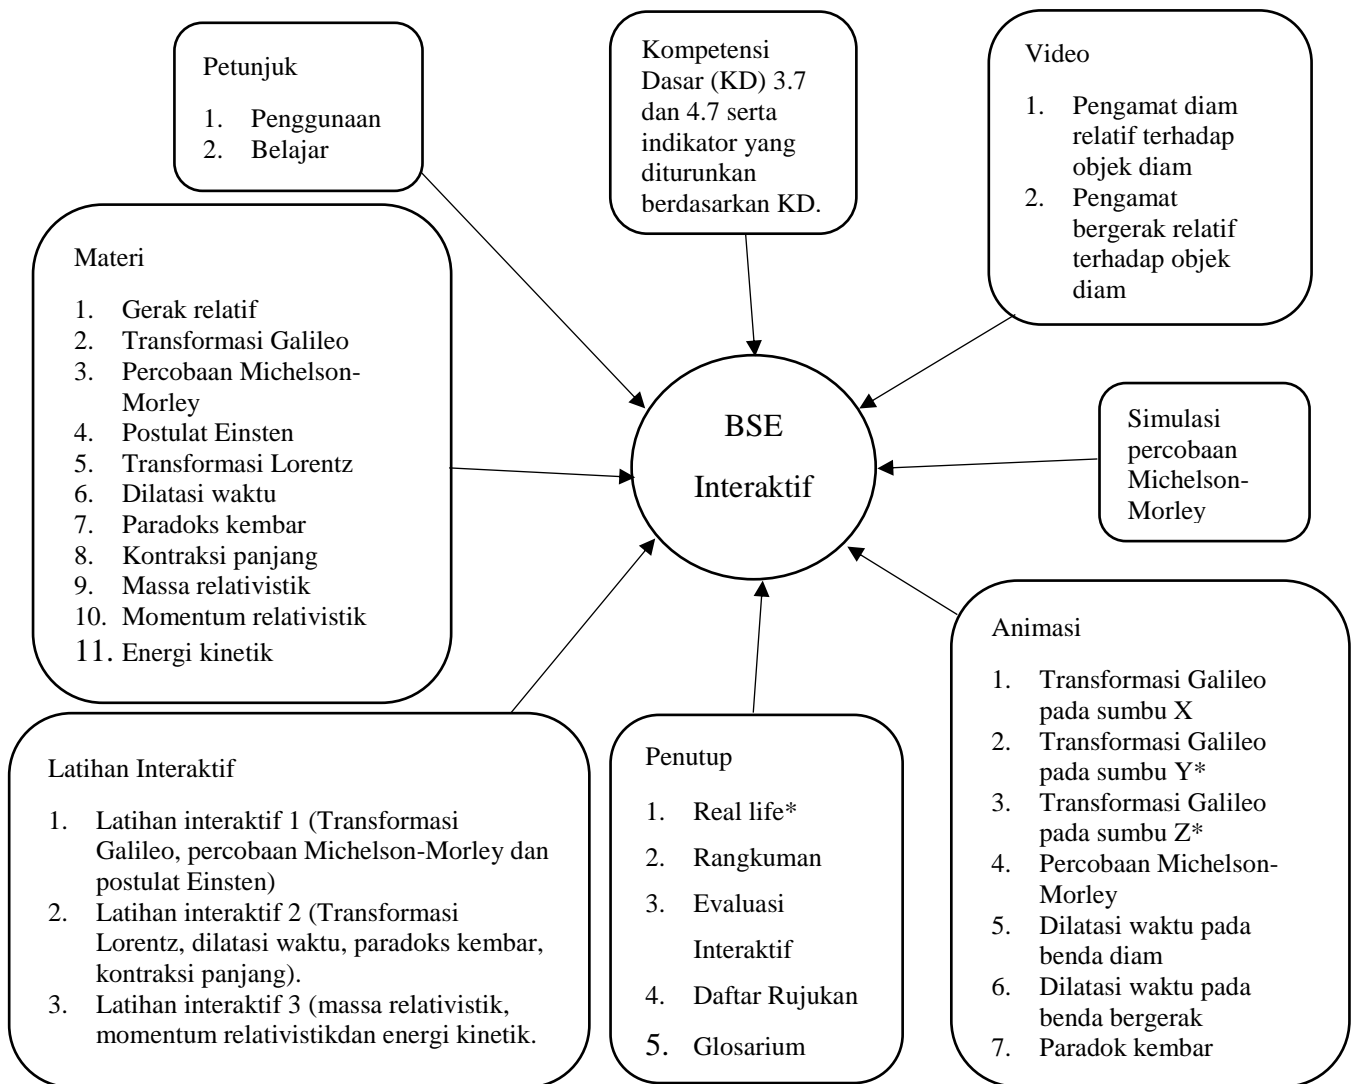 Petunjuk
1. Penggunaan
2. Belajar
Kompetensi
Dasar (KD) 3.7
dan 4.7 serta
indikator yang
diturunkan
berdasarkan KD.
Video
1. Pengamat diam
relatif terhadap
objek diam
2. Pengamat
bergerak relatif
terhadap objek
diam
Materi
1. Gerak relatif
2. Transformasi Galileo
3. Percobaan Michelson-
Morley
4. Postulat Einsten
5. Transformasi Lorentz
6. Dilatasi waktu
7. Paradoks kembar
8. Kontraksi panjang
9. Massa relativistik
10. Momentum relativistik
11. Energi kinetik
BSE
Interaktif
Simulasi
percobaan
Michelson-
Morley
Latihan Interaktif
1. Latihan interaktif 1 (Transformasi
Galileo, percobaan Michelson-Morley dan
postulat Einsten)
2. Latihan interaktif 2 (Transformasi
Lorentz, dilatasi waktu, paradoks kembar,
kontraksi panjang).
3. Latihan interaktif 3 (massa relativistik,
momentum relativistikdan energi kinetik.
Penutup
1. Real life*
2. Rangkuman
3. Evaluasi
Interaktif
4. Daftar Rujukan
5. Glosarium
Animasi
1. Transformasi Galileo
pada sumbu X
2. Transformasi Galileo
pada sumbu Y*
3. Transformasi Galileo
pada sumbu Z*
4. Percobaan Michelson-
Morley
5. Dilatasi waktu pada
benda diam
6. Dilatasi waktu pada
benda bergerak
7. Paradok kembar